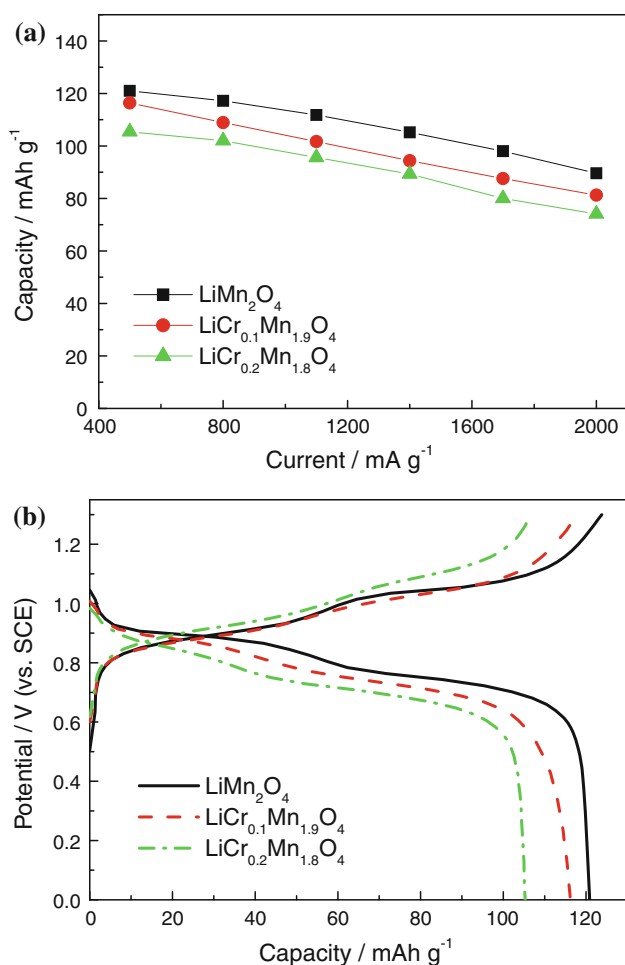 (a)
140
120
100
80
60
40
20
0
Capacity / mAh g⁻¹
LiMn₂O₄
LiCr₀.₁Mn₁.₉O₄
LiCr₀.₂Mn₁.₈O₄
400 800 1200 1600 2000
Current / mA g⁻¹
(b)
1.2
1.0
0.8
0.6
0.4
0.2
0.0
Potential / V (vs. SCE)
LiMn₂O₄
LiCr₀.₁Mn₁.₉O₄
LiCr₀.₂Mn₁.₈O₄
0 20 40 60 80 100 120
Capacity / mAh g⁻¹